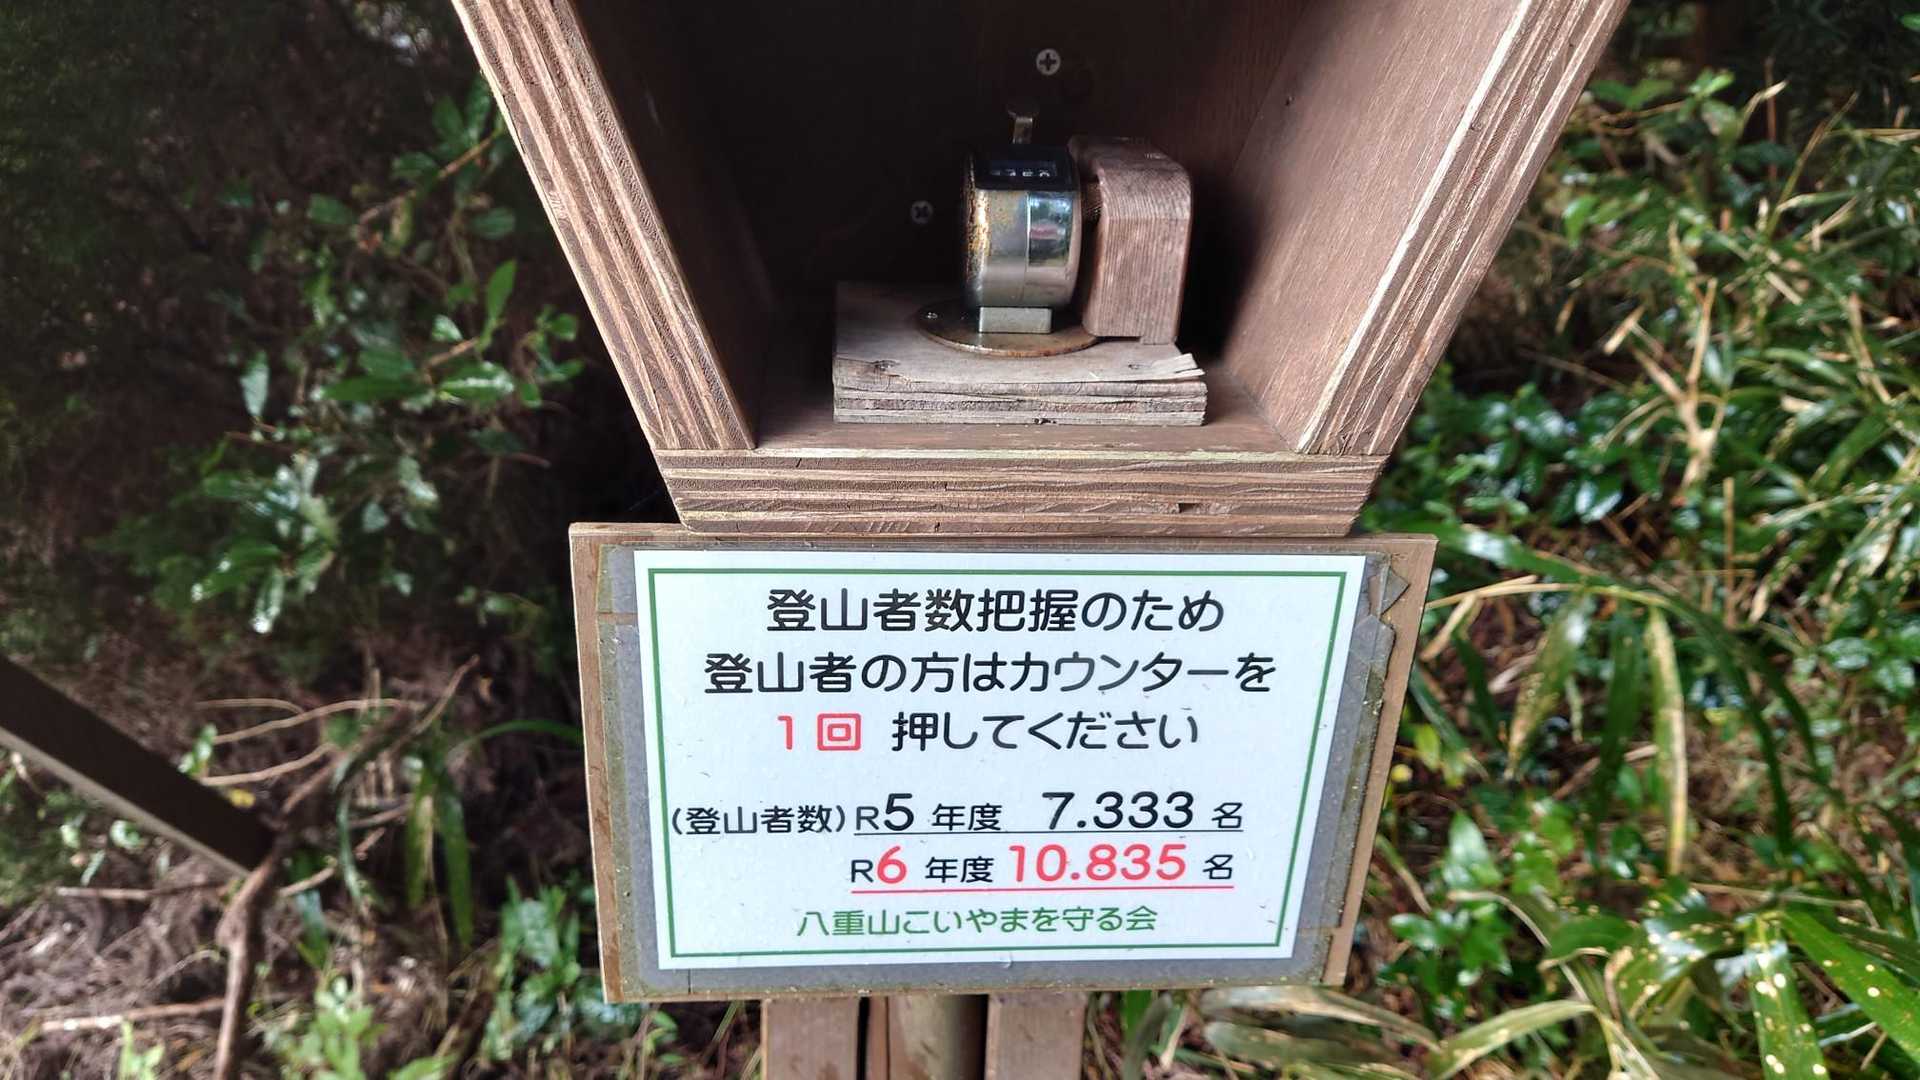 登山者数把握のため
登山者の方はカウンターを
1回 押してください
(登山者数) R5 年度 7.333 名
R6 年度 10.835 名
八重山こいやまを守る会